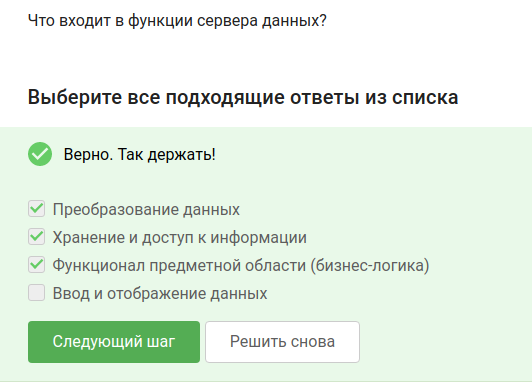 Что входит в функции сервера данных?
Выберите все подходящие ответы из списка
Верно. Так держать!
Преобразование данных
Хранение и доступ к информации
Функционал предметной области (бизнес-логика)
Ввод и отображение данных
Следующий шаг Решить снова